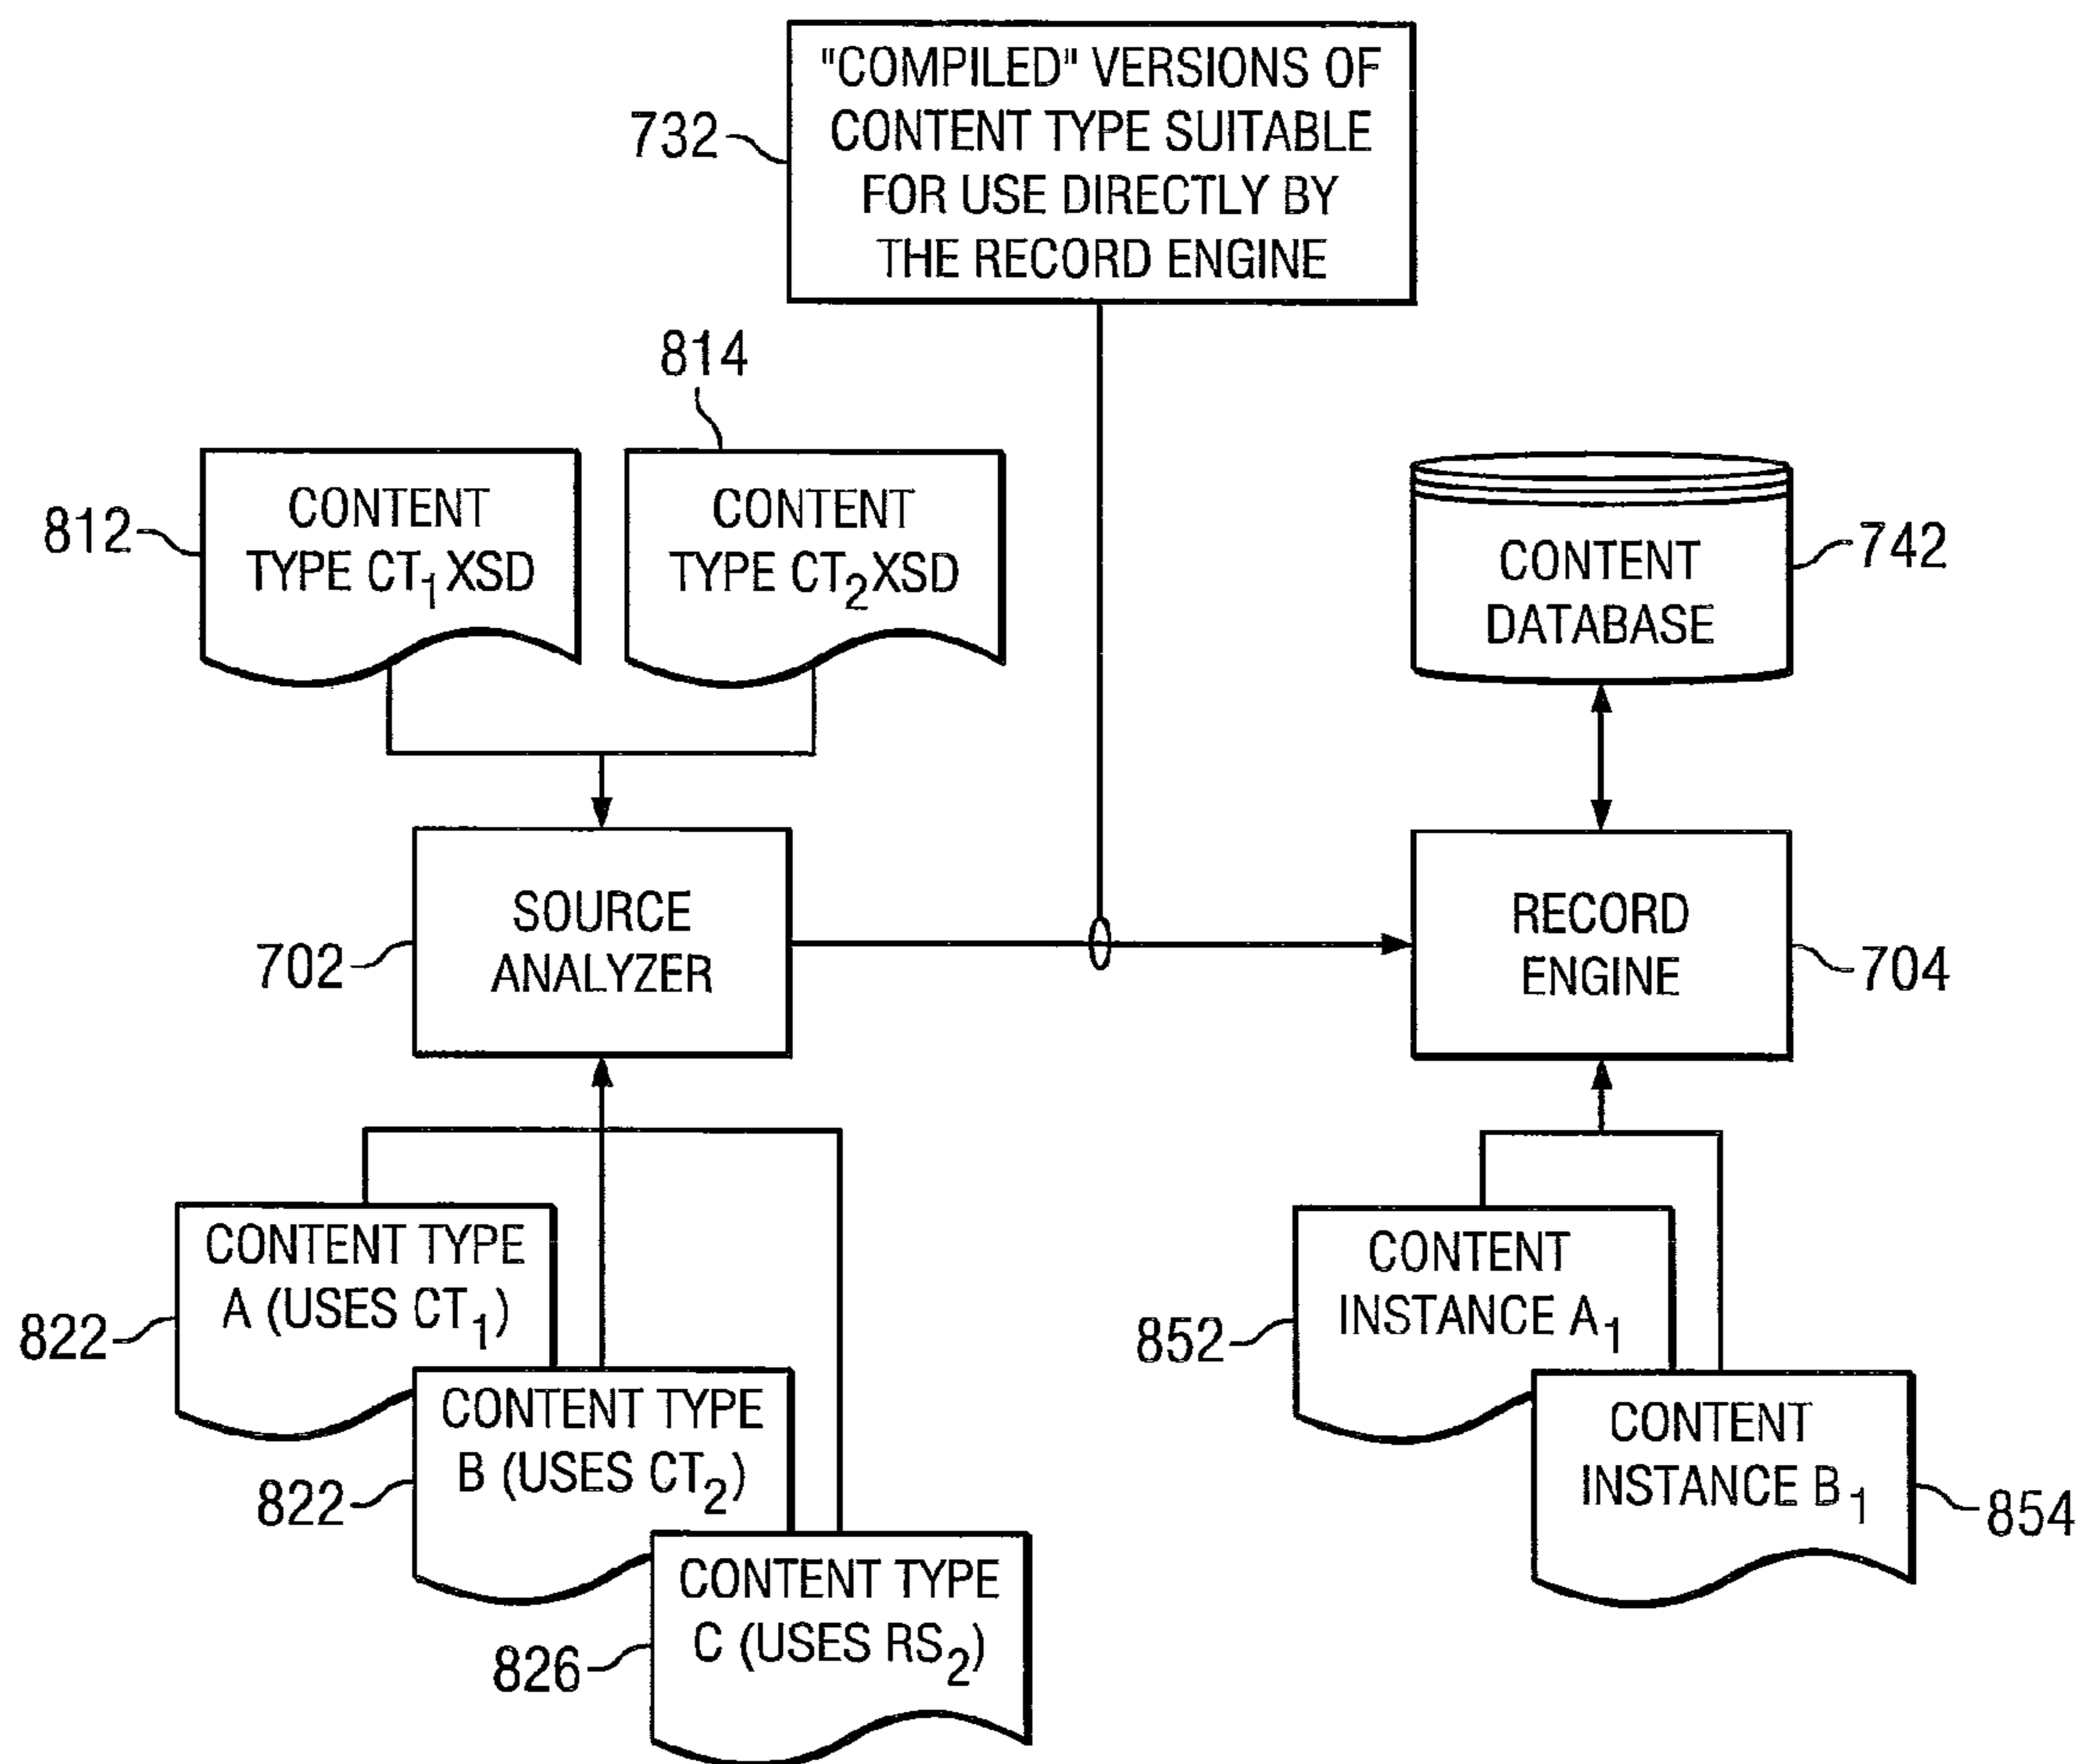 "COMPILED" VERSIONS OF
CONTENT TYPE SUITABLE
FOR USE DIRECTLY BY
THE RECORD ENGINE
732
814
812
CONTENT
TYPE CT1 XSD
CONTENT
TYPE CT2 XSD
CONTENT
DATABASE
742
SOURCE
ANALYZER
702
RECORD
ENGINE
704
CONTENT TYPE
A (USES CT1)
822
CONTENT TYPE
B (USES CT2)
822
CONTENT TYPE
C (USES RS2)
826
CONTENT
INSTANCE A1
852
CONTENT
INSTANCE B1
854